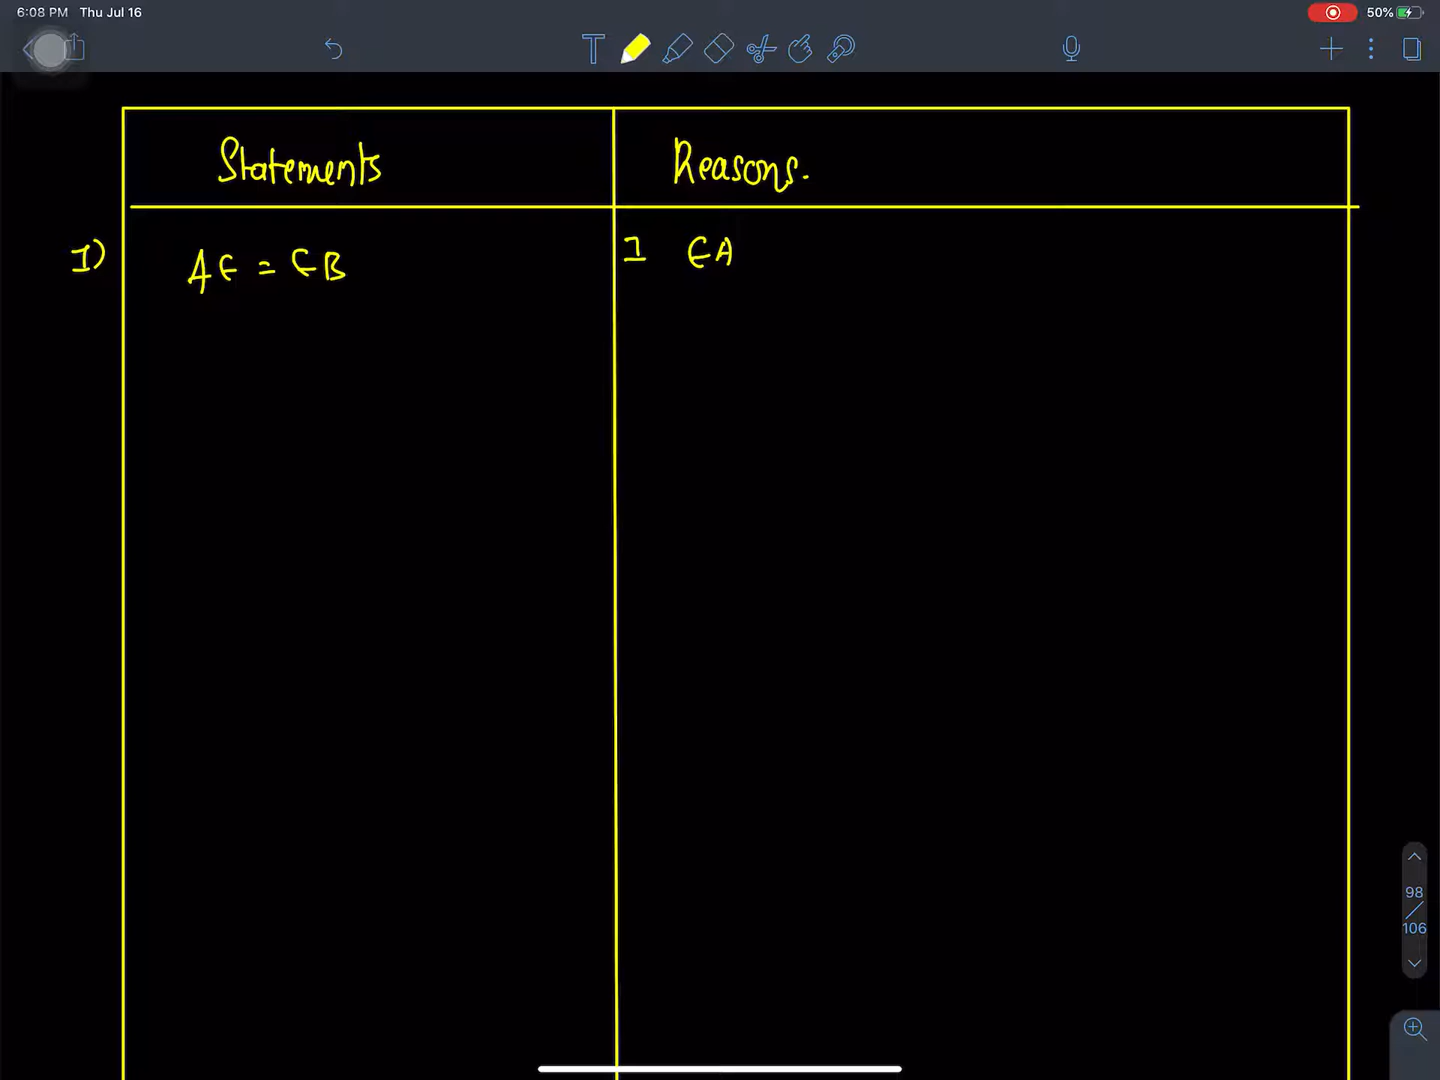 6:08 PM Thu Jul 16
50%
T
Statements
Reasons.
1) AE = EB
1 EA
98
106